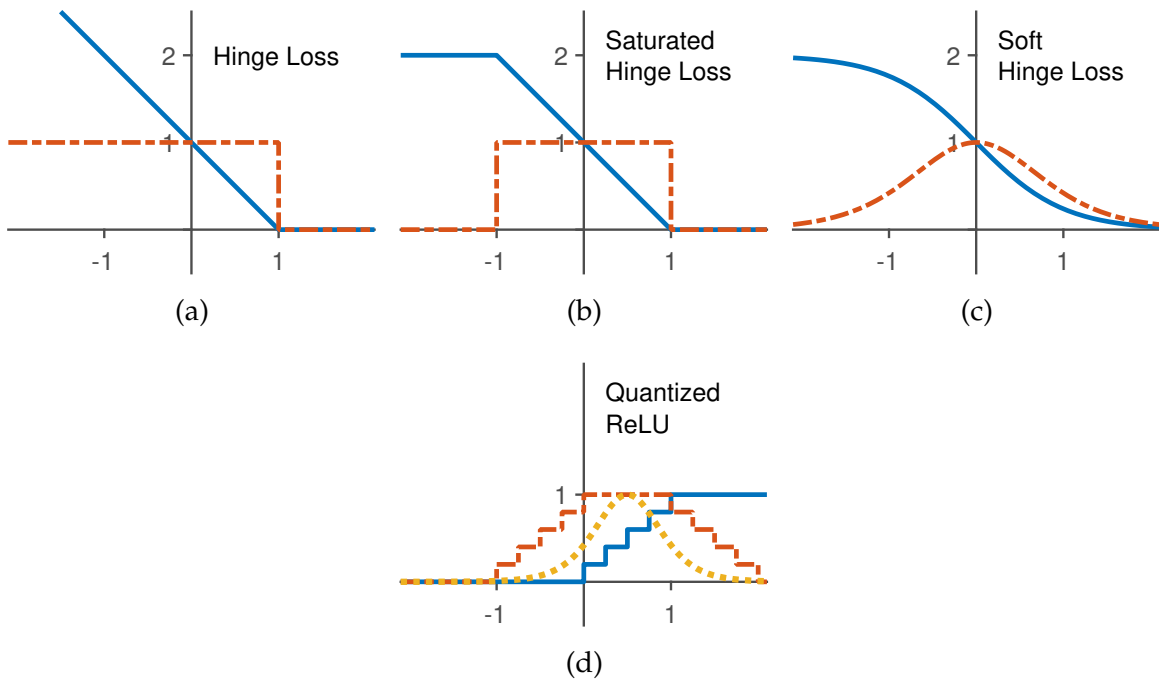 2
Hinge Loss
1
-1
1
(a)
2
Saturated
Hinge Loss
1
-1
1
(b)
2
Soft
Hinge Loss
1
-1
1
(c)
Quantized
ReLU
1
-1
1
(d)